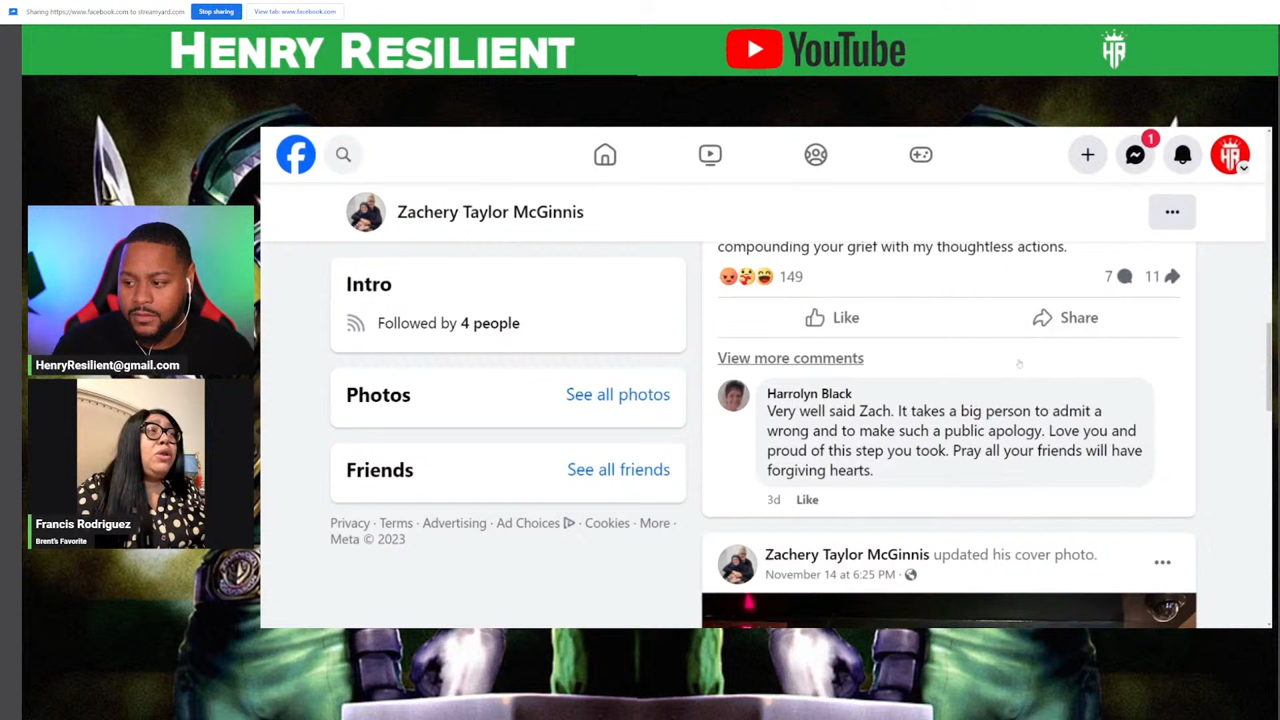 Sharing https://www.facebook.com to streamyard.com
Stop sharing
View tab: www.facebook.com
HENRY RESILIENT
YouTube
HR
1
HR
Zachery Taylor McGinnis
compounding your grief with my thoughtless actions.
149
7
11
Like
Share
View more comments
Harrolyn Black
Very well said Zach. It takes a big person to admit a
wrong and to make such a public apology. Love you and
proud of this step you took. Pray all your friends will have
forgiving hearts.
3d Like
Zachery Taylor McGinnis updated his cover photo.
November 14 at 6:25 PM ·
Intro
Followed by 4 people
Photos
See all photos
Friends
See all friends
Privacy · Terms · Advertising · Ad Choices · Cookies · More ·
Meta © 2023
HenryResilient@gmail.com
Francis Rodriguez
Brent's Favorite